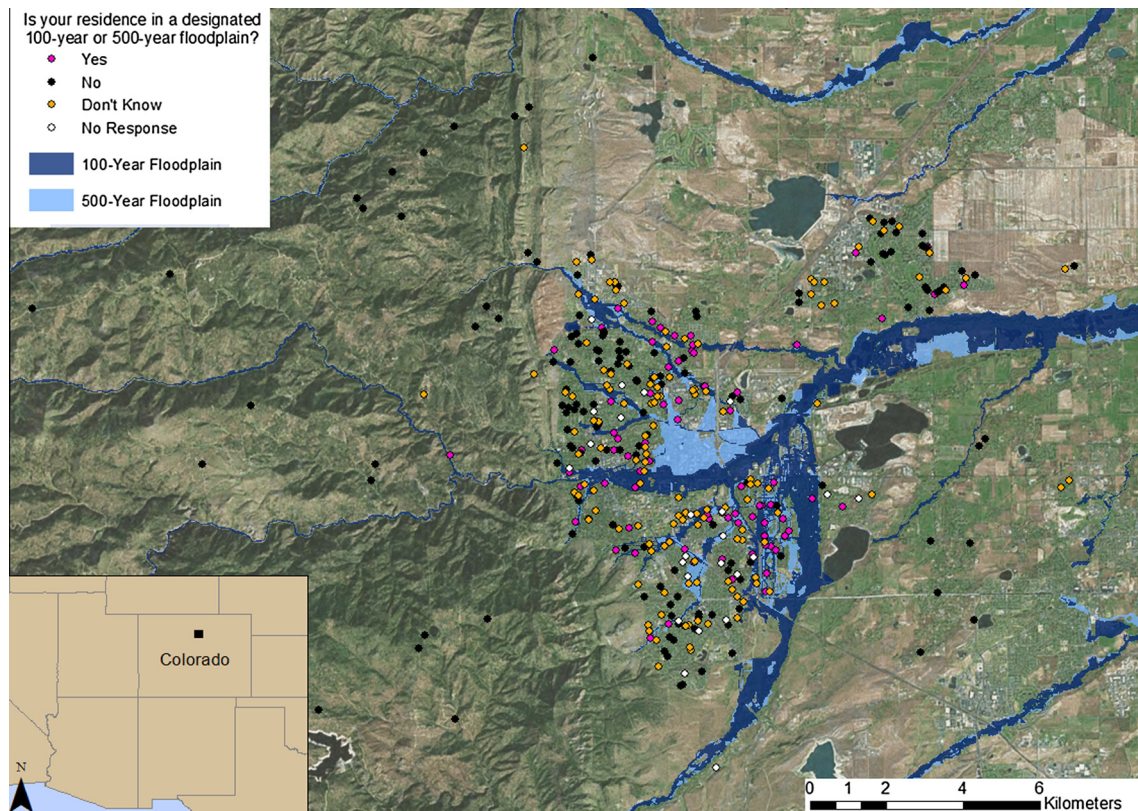 Is your residence in a designated
100-year or 500-year floodplain?
Yes
No
Don't Know
No Response
100-Year Floodplain
500-Year Floodplain
Colorado
N
0 1 2 4 6
Kilometers